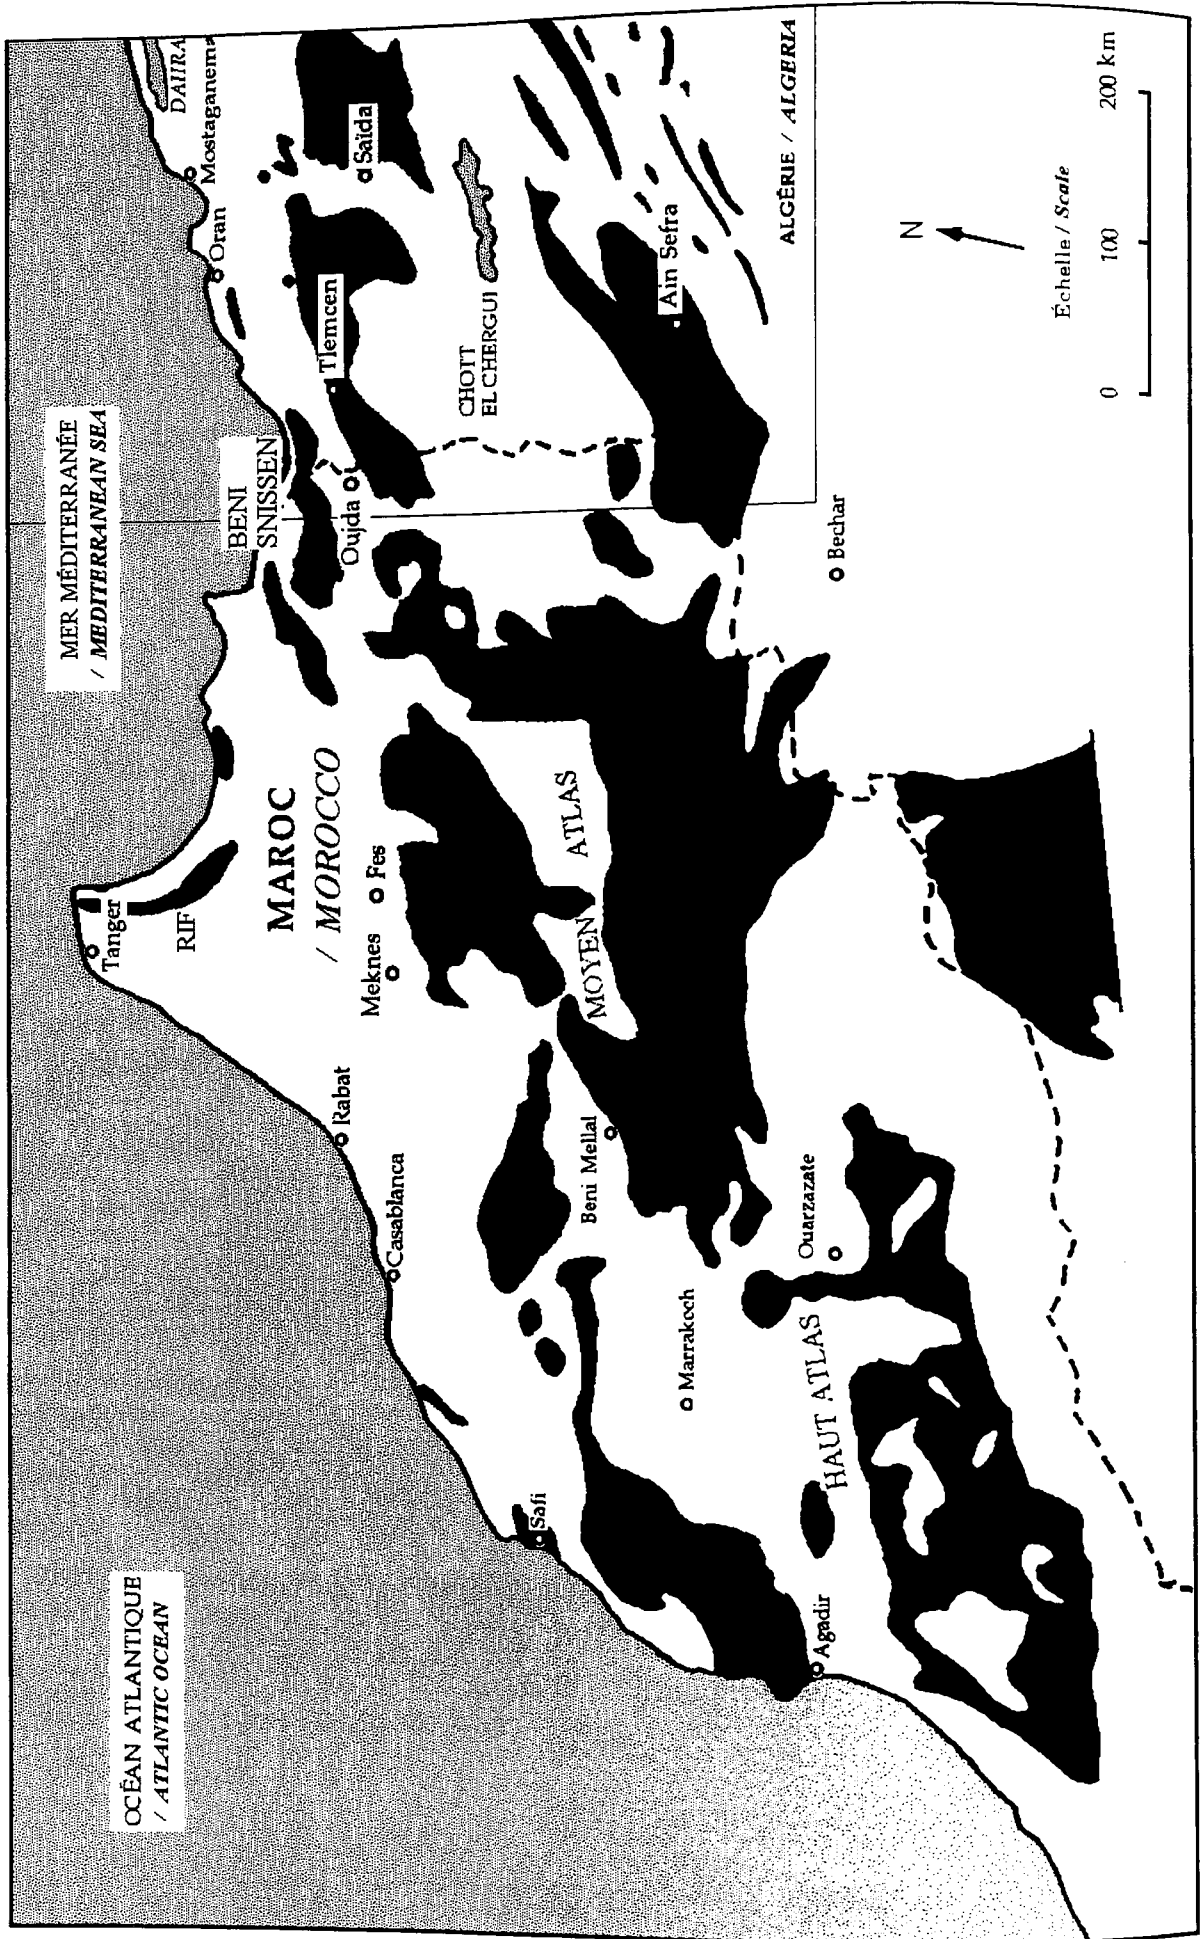 OCÉAN ATLANTIQUE
/ ATLANTIC OCEAN
MER MÉDITERRANÉE
/ MEDITERRANEAN SEA
Tanger
RIF
BENI
SNISSEN
DAHRA
Mostaganem
Oran
MAROC
/ MOROCCO
Rabat
Casablanca
Meknes
Fes
Oujda
Tlemcen
Saïda
CHOTT
EL CHERGUI
Safi
Beni Mellal
MOYEN ATLAS
Marrakoch
Ain Sefra
Agadir
HAUT ATLAS
Ouarzazate
Bechar
ALGÉRIE / ALGERIA
N
Échelle / Scale
0 100 200 km